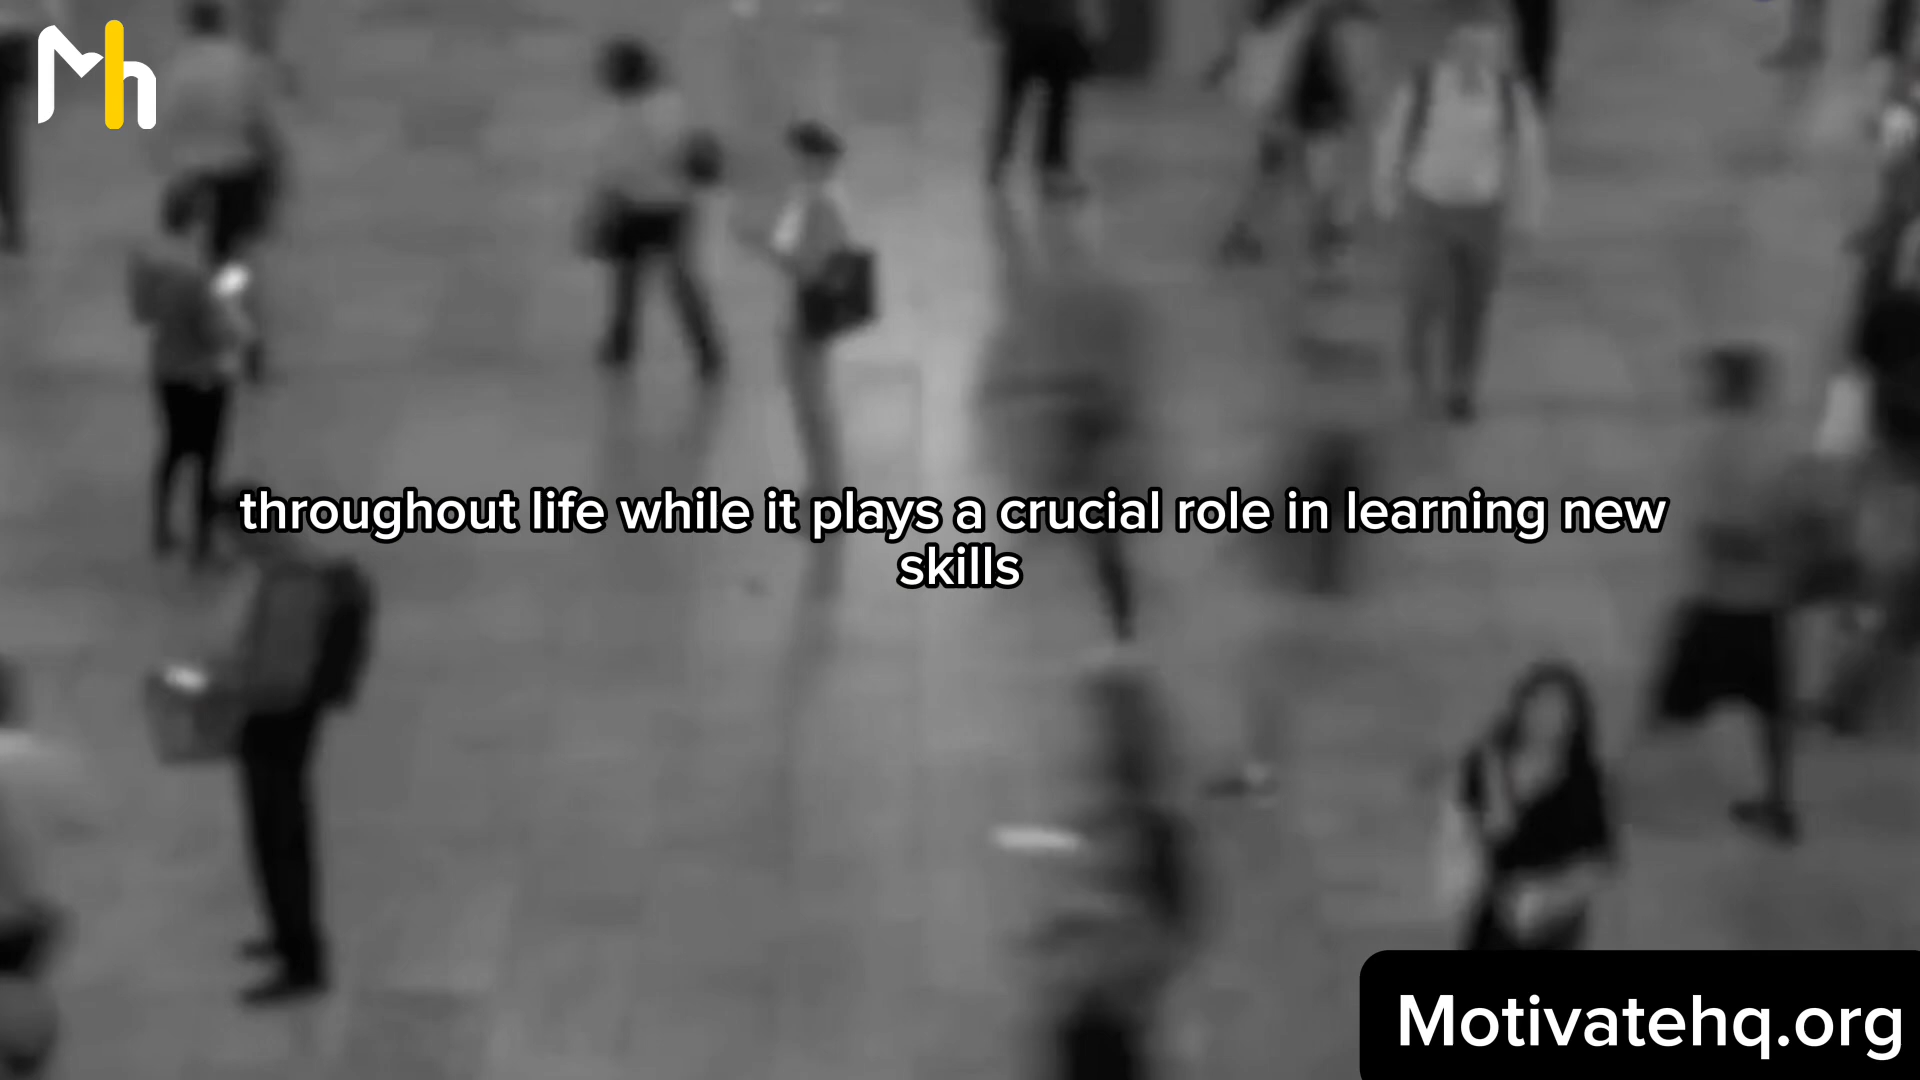 Mh
throughout life while it plays a crucial role in learning new
skills
Motivatehq.org